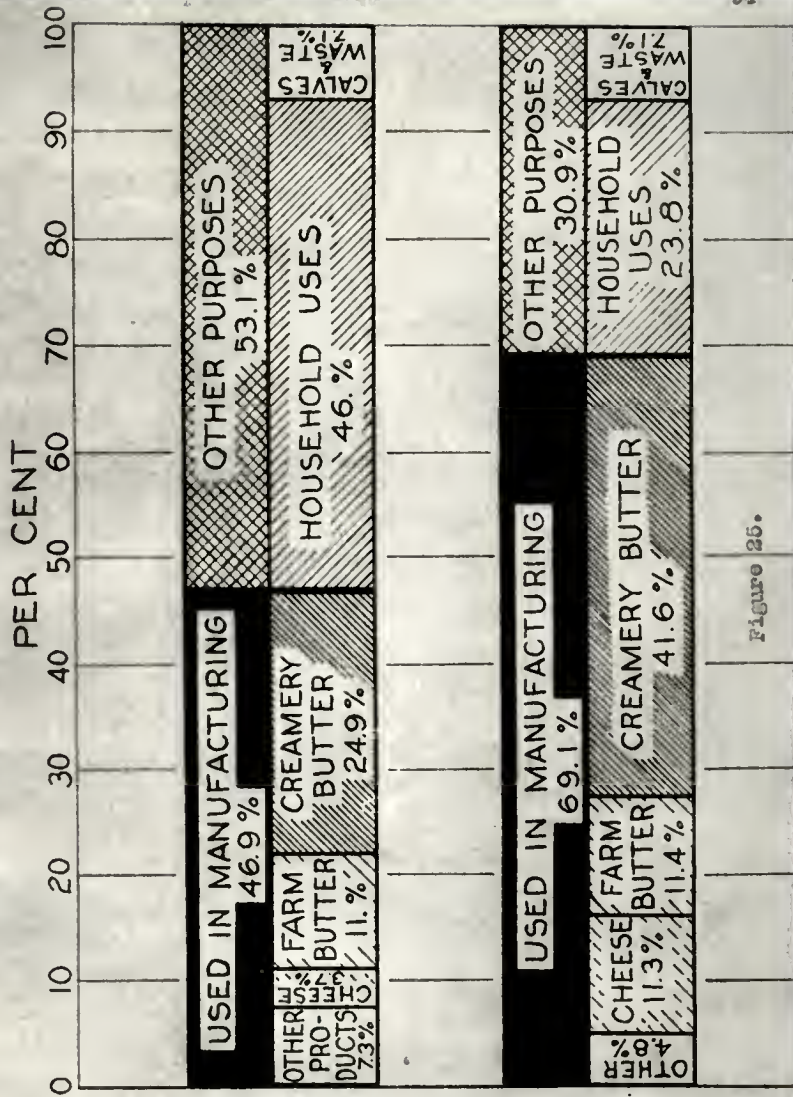 PER CENT
0 10 20 30 40 50 60 70 80 90 100
USED IN MANUFACTURING
46.9%
OTHER PURPOSES
53.1%
OTHER
PRO-
DUCTS
7.3%
CHEESE
3.7%
FARM
BUTTER
11.%
CREAMERY
BUTTER
24.9%
HOUSEHOLD USES
46.%
CALVES
&
WASTE
7.1%
USED IN MANUFACTURING
69.1%
OTHER PURPOSES
30.9%
OTHER
4.8%
CHEESE
11.3%
FARM
BUTTER
11.4%
CREAMERY BUTTER
41.6%
HOUSEHOLD
USES
23.8%
CALVES
&
WASTE
7.1%
Figure 25.